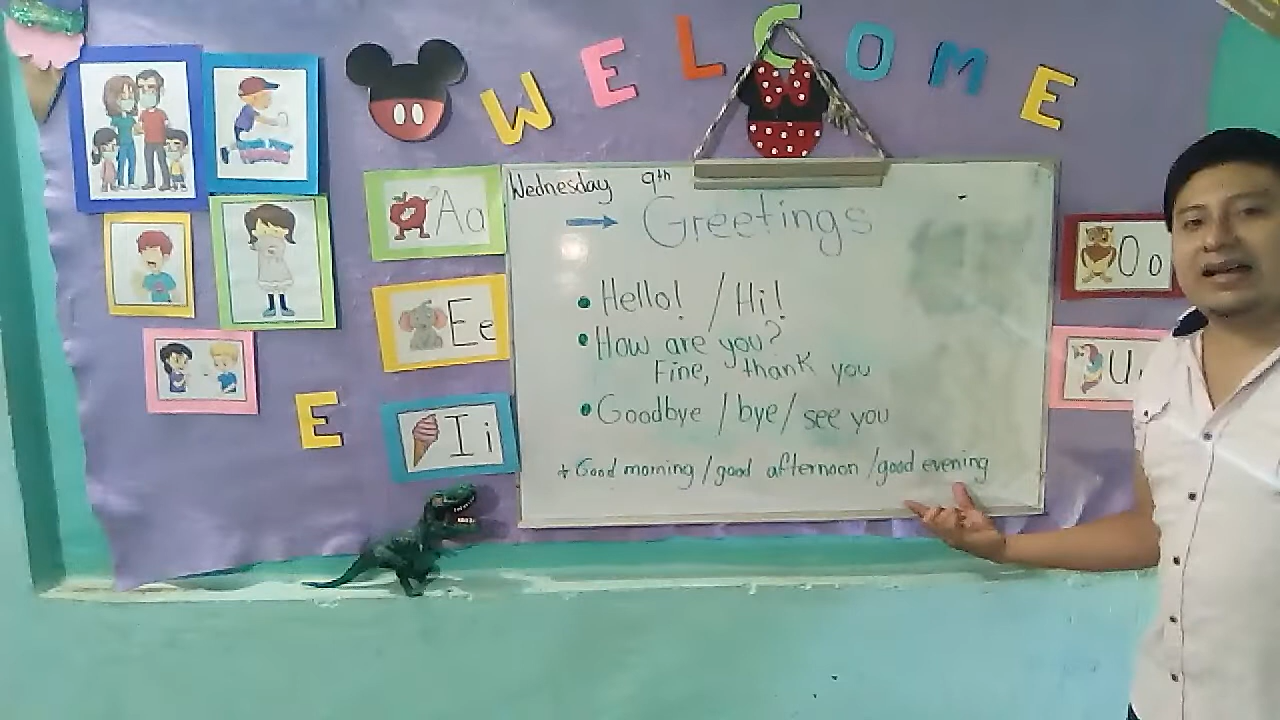 WELCOME
Wednesday 9th
Greetings
• Hello! / Hi!
• How are you?
Fine, thank you
• Goodbye / bye / see you
+ Good morning / good afternoon / good evening
Aa
Ee
Ii
E
Oo
U